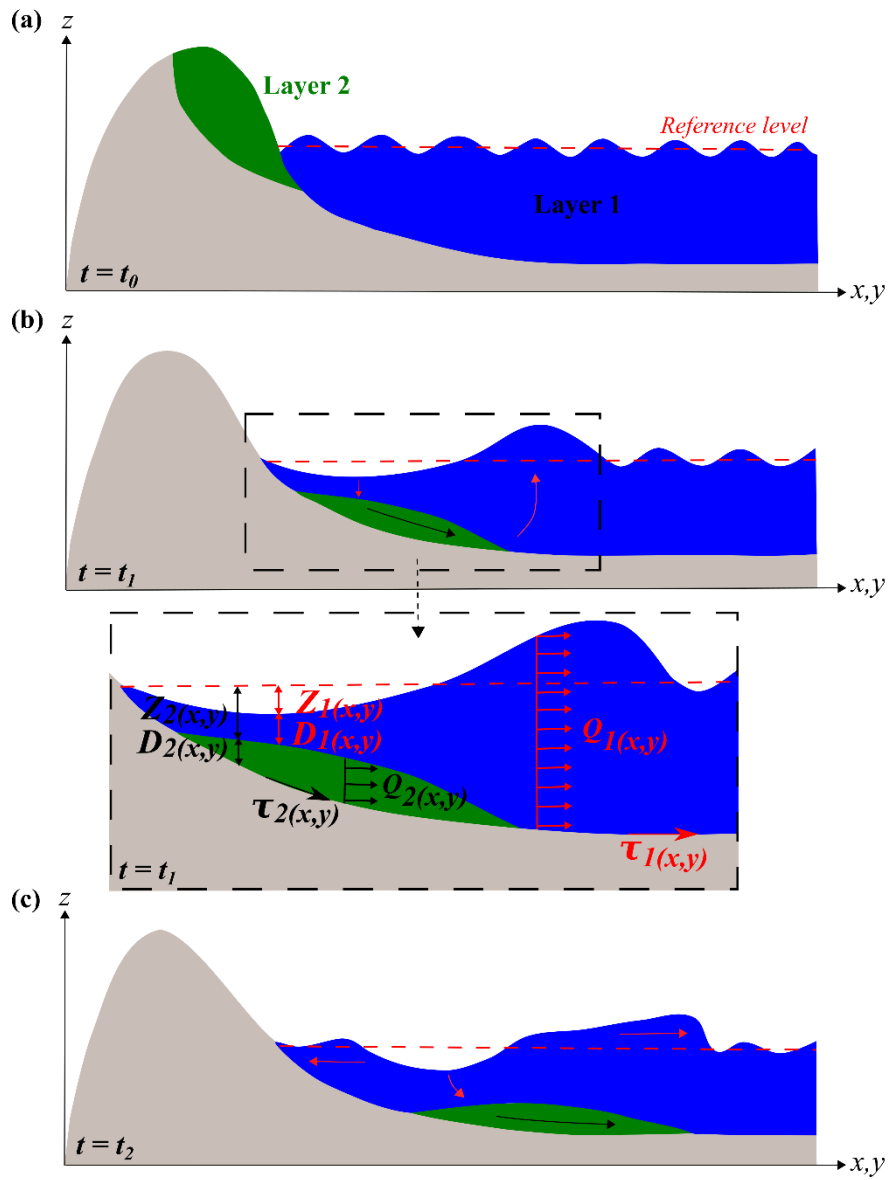 (a)
z
Layer 2
Reference level
Layer 1
t = t0
x,y
(b)
z
t = t1
x,y
Z2(x,y)
Z1(x,y)
D2(x,y)
D1(x,y)
Q1(x,y)
Q2(x,y)
τ2(x,y)
τ1(x,y)
t = t1
(c)
z
t = t2
x,y